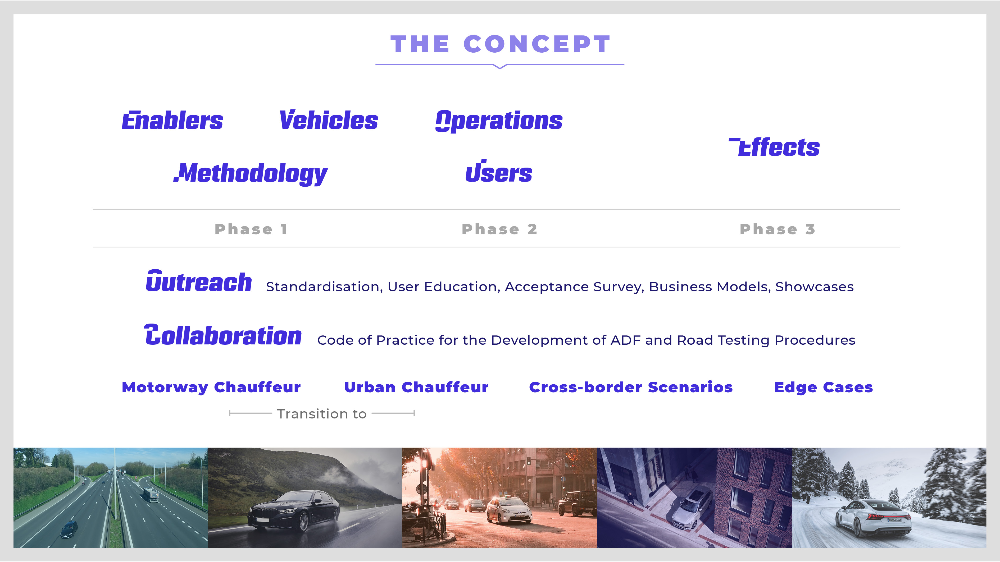 THE CONCEPT
Enablers Vehicles Operations
Effects
Methodology Users
Phase 1 Phase 2 Phase 3
Outreach Standardisation, User Education, Acceptance Survey, Business Models, Showcases
Collaboration Code of Practice for the Development of ADF and Road Testing Procedures
Motorway Chauffeur Urban Chauffeur Cross-border Scenarios Edge Cases
Transition to